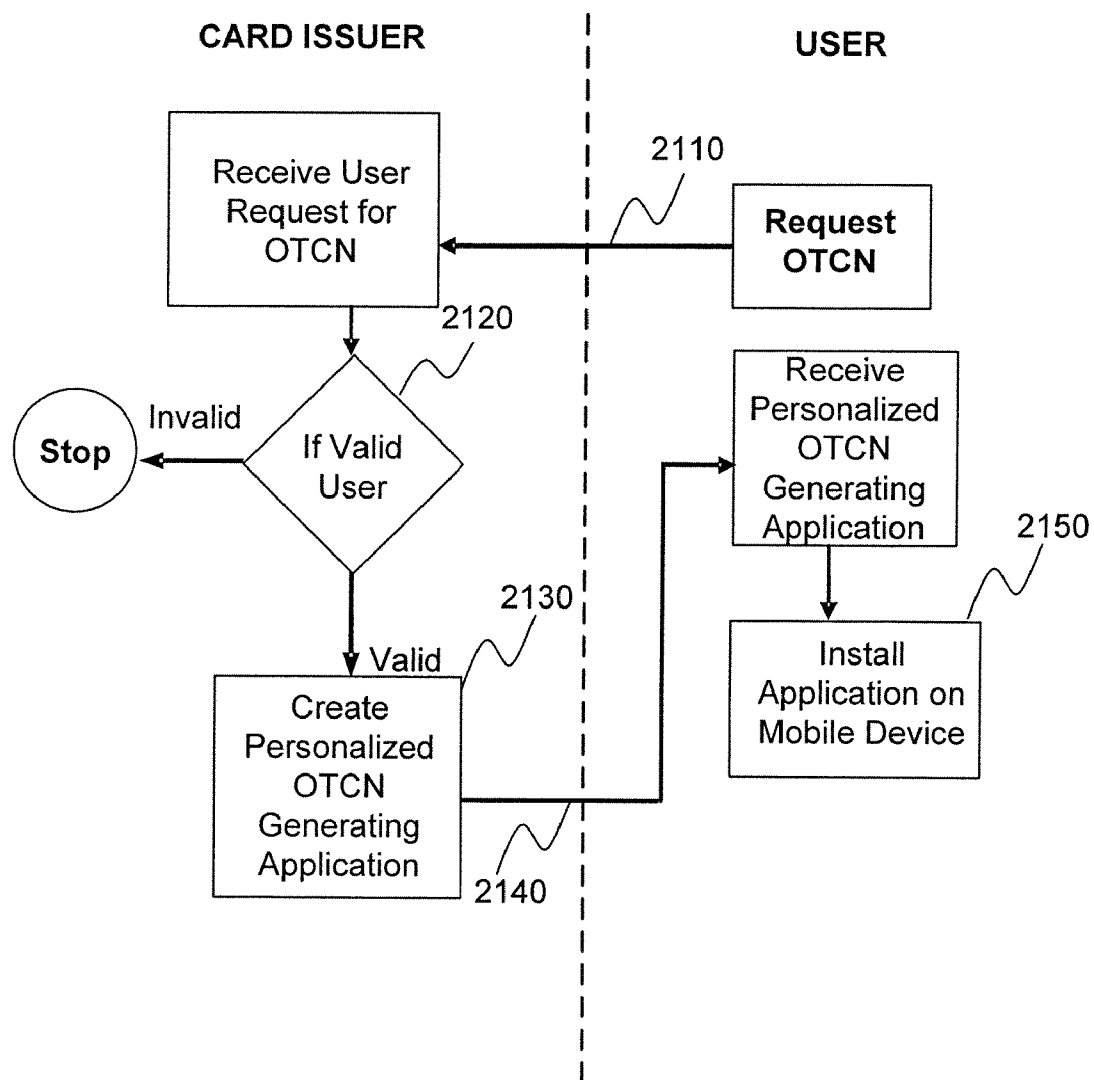 CARD ISSUER
USER
Receive User
Request for
OTCN
2110
Request
OTCN
2120
Invalid
Stop
If Valid
User
Receive
Personalized
OTCN
Generating
Application
2150
2130
Valid
Create
Personalized
OTCN
Generating
Application
2140
Install
Application on
Mobile Device